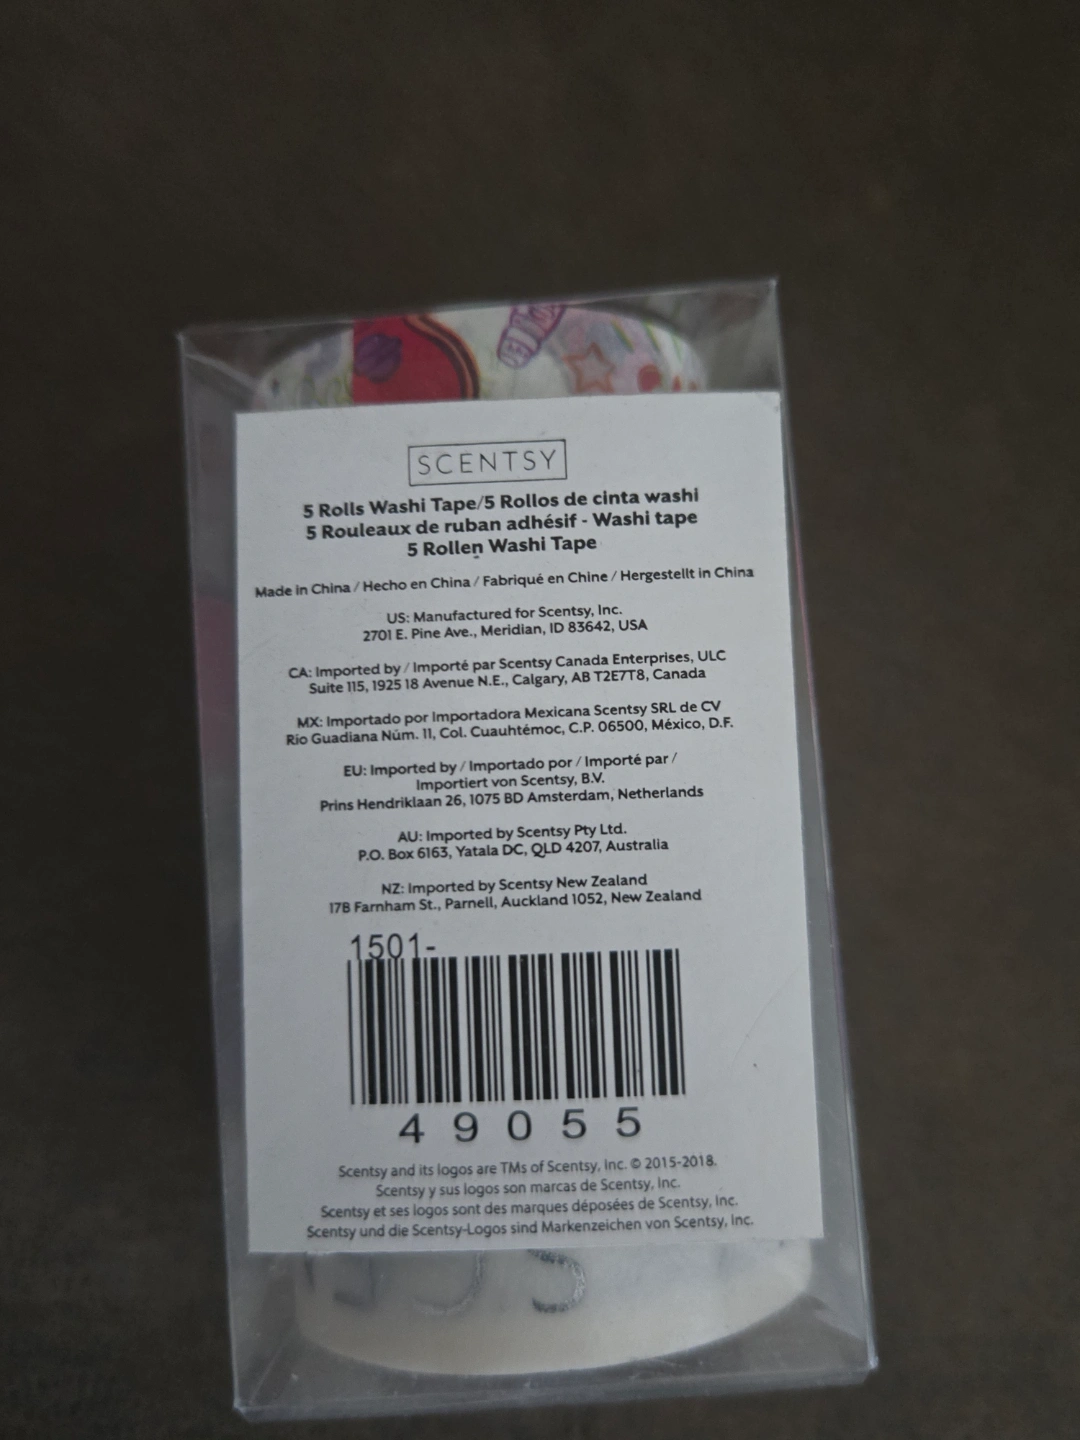 SCENTSY
5 Rolls Washi Tape/5 Rollos de cinta washi
5 Rouleaux de ruban adhésif - Washi tape
5 Rollen Washi Tape
Made in China / Hecho en China / Fabriqué en Chine / Hergestellt in China
US: Manufactured for Scentsy, Inc.
2701 E. Pine Ave., Meridian, ID 83642, USA
CA: Imported by / Importé par Scentsy Canada Enterprises, ULC
Suite 115, 1925 18 Avenue N.E., Calgary, AB T2E7T8, Canada
MX: Importado por Importadora Mexicana Scentsy SRL de CV
Río Guadiana Núm. 11, Col. Cuauhtémoc, C.P. 06500, México, D.F.
EU: Imported by / Importado por / Importé par /
Importiert von Scentsy, B.V.
Prins Hendriklaan 26, 1075 BD Amsterdam, Netherlands
AU: Imported by Scentsy Pty Ltd.
P.O. Box 6163, Yatala DC, QLD 4207, Australia
NZ: Imported by Scentsy New Zealand
17B Farnham St., Parnell, Auckland 1052, New Zealand
1501-
49055
Scentsy and its logos are TMs of Scentsy, Inc. © 2015-2018.
Scentsy y sus logos son marcas de Scentsy, Inc.
Scentsy et ses logos sont des marques déposées de Scentsy, Inc.
Scentsy und die Scentsy-Logos sind Markenzeichen von Scentsy, Inc.